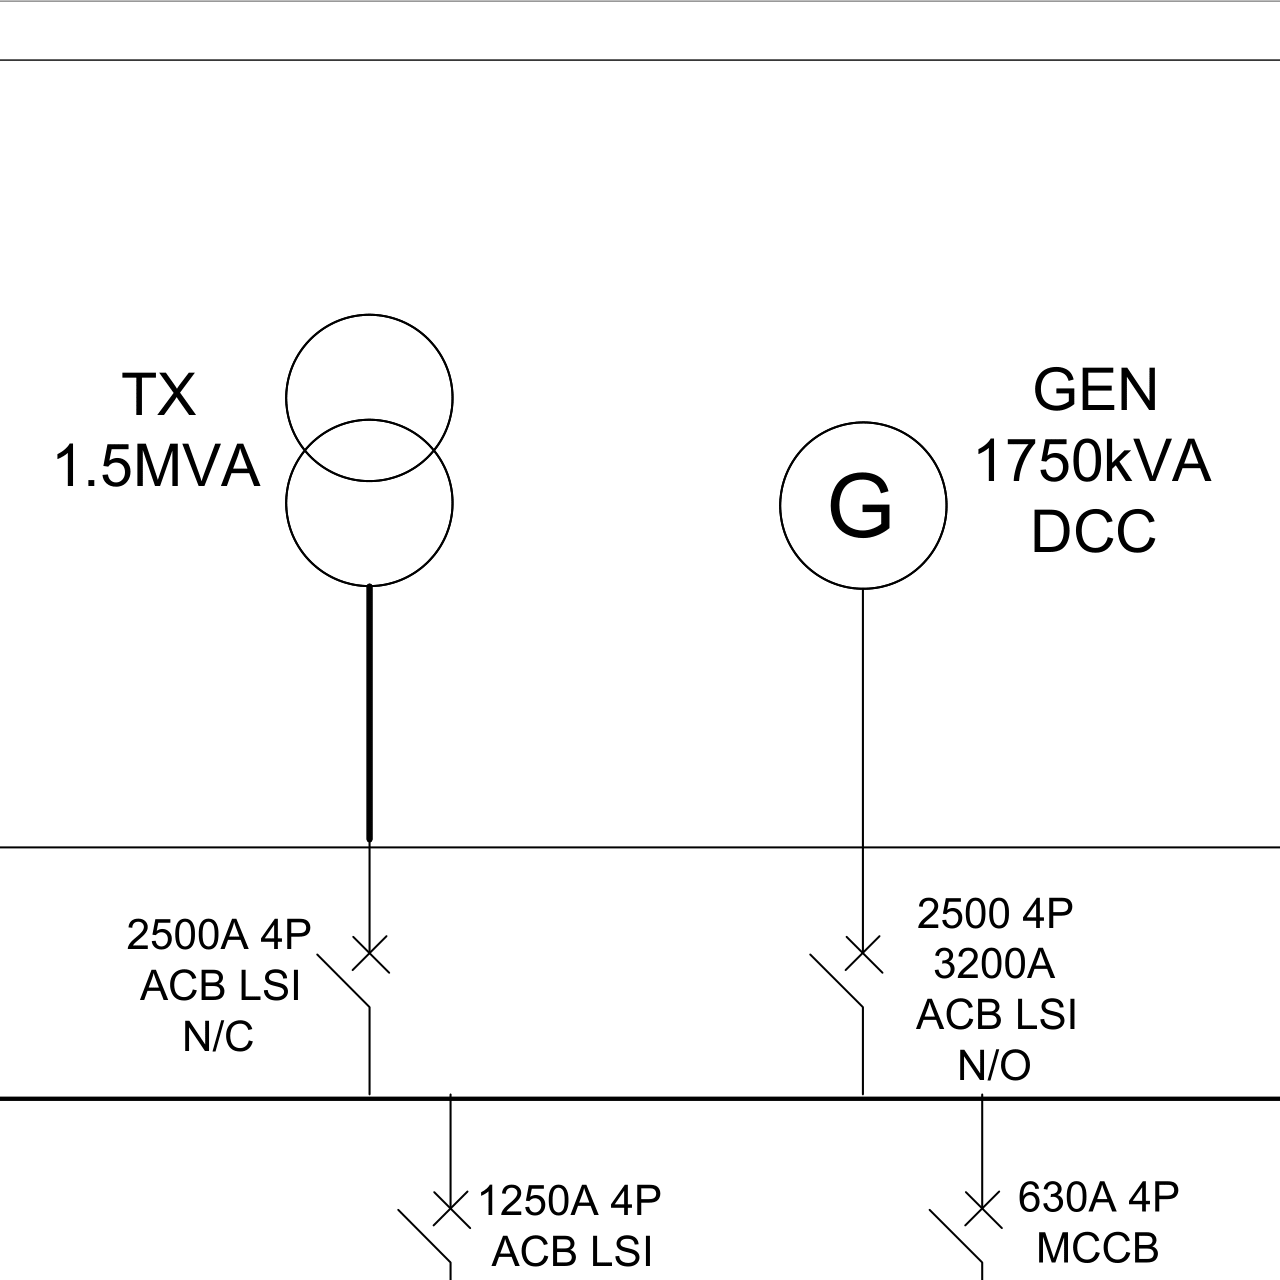 TX
1.5MVA
G
GEN
1750kVA
DCC
2500A 4P
ACB LSI
N/C
2500 4P
3200A
ACB LSI
N/O
1250A 4P
ACB LSI
630A 4P
MCCB